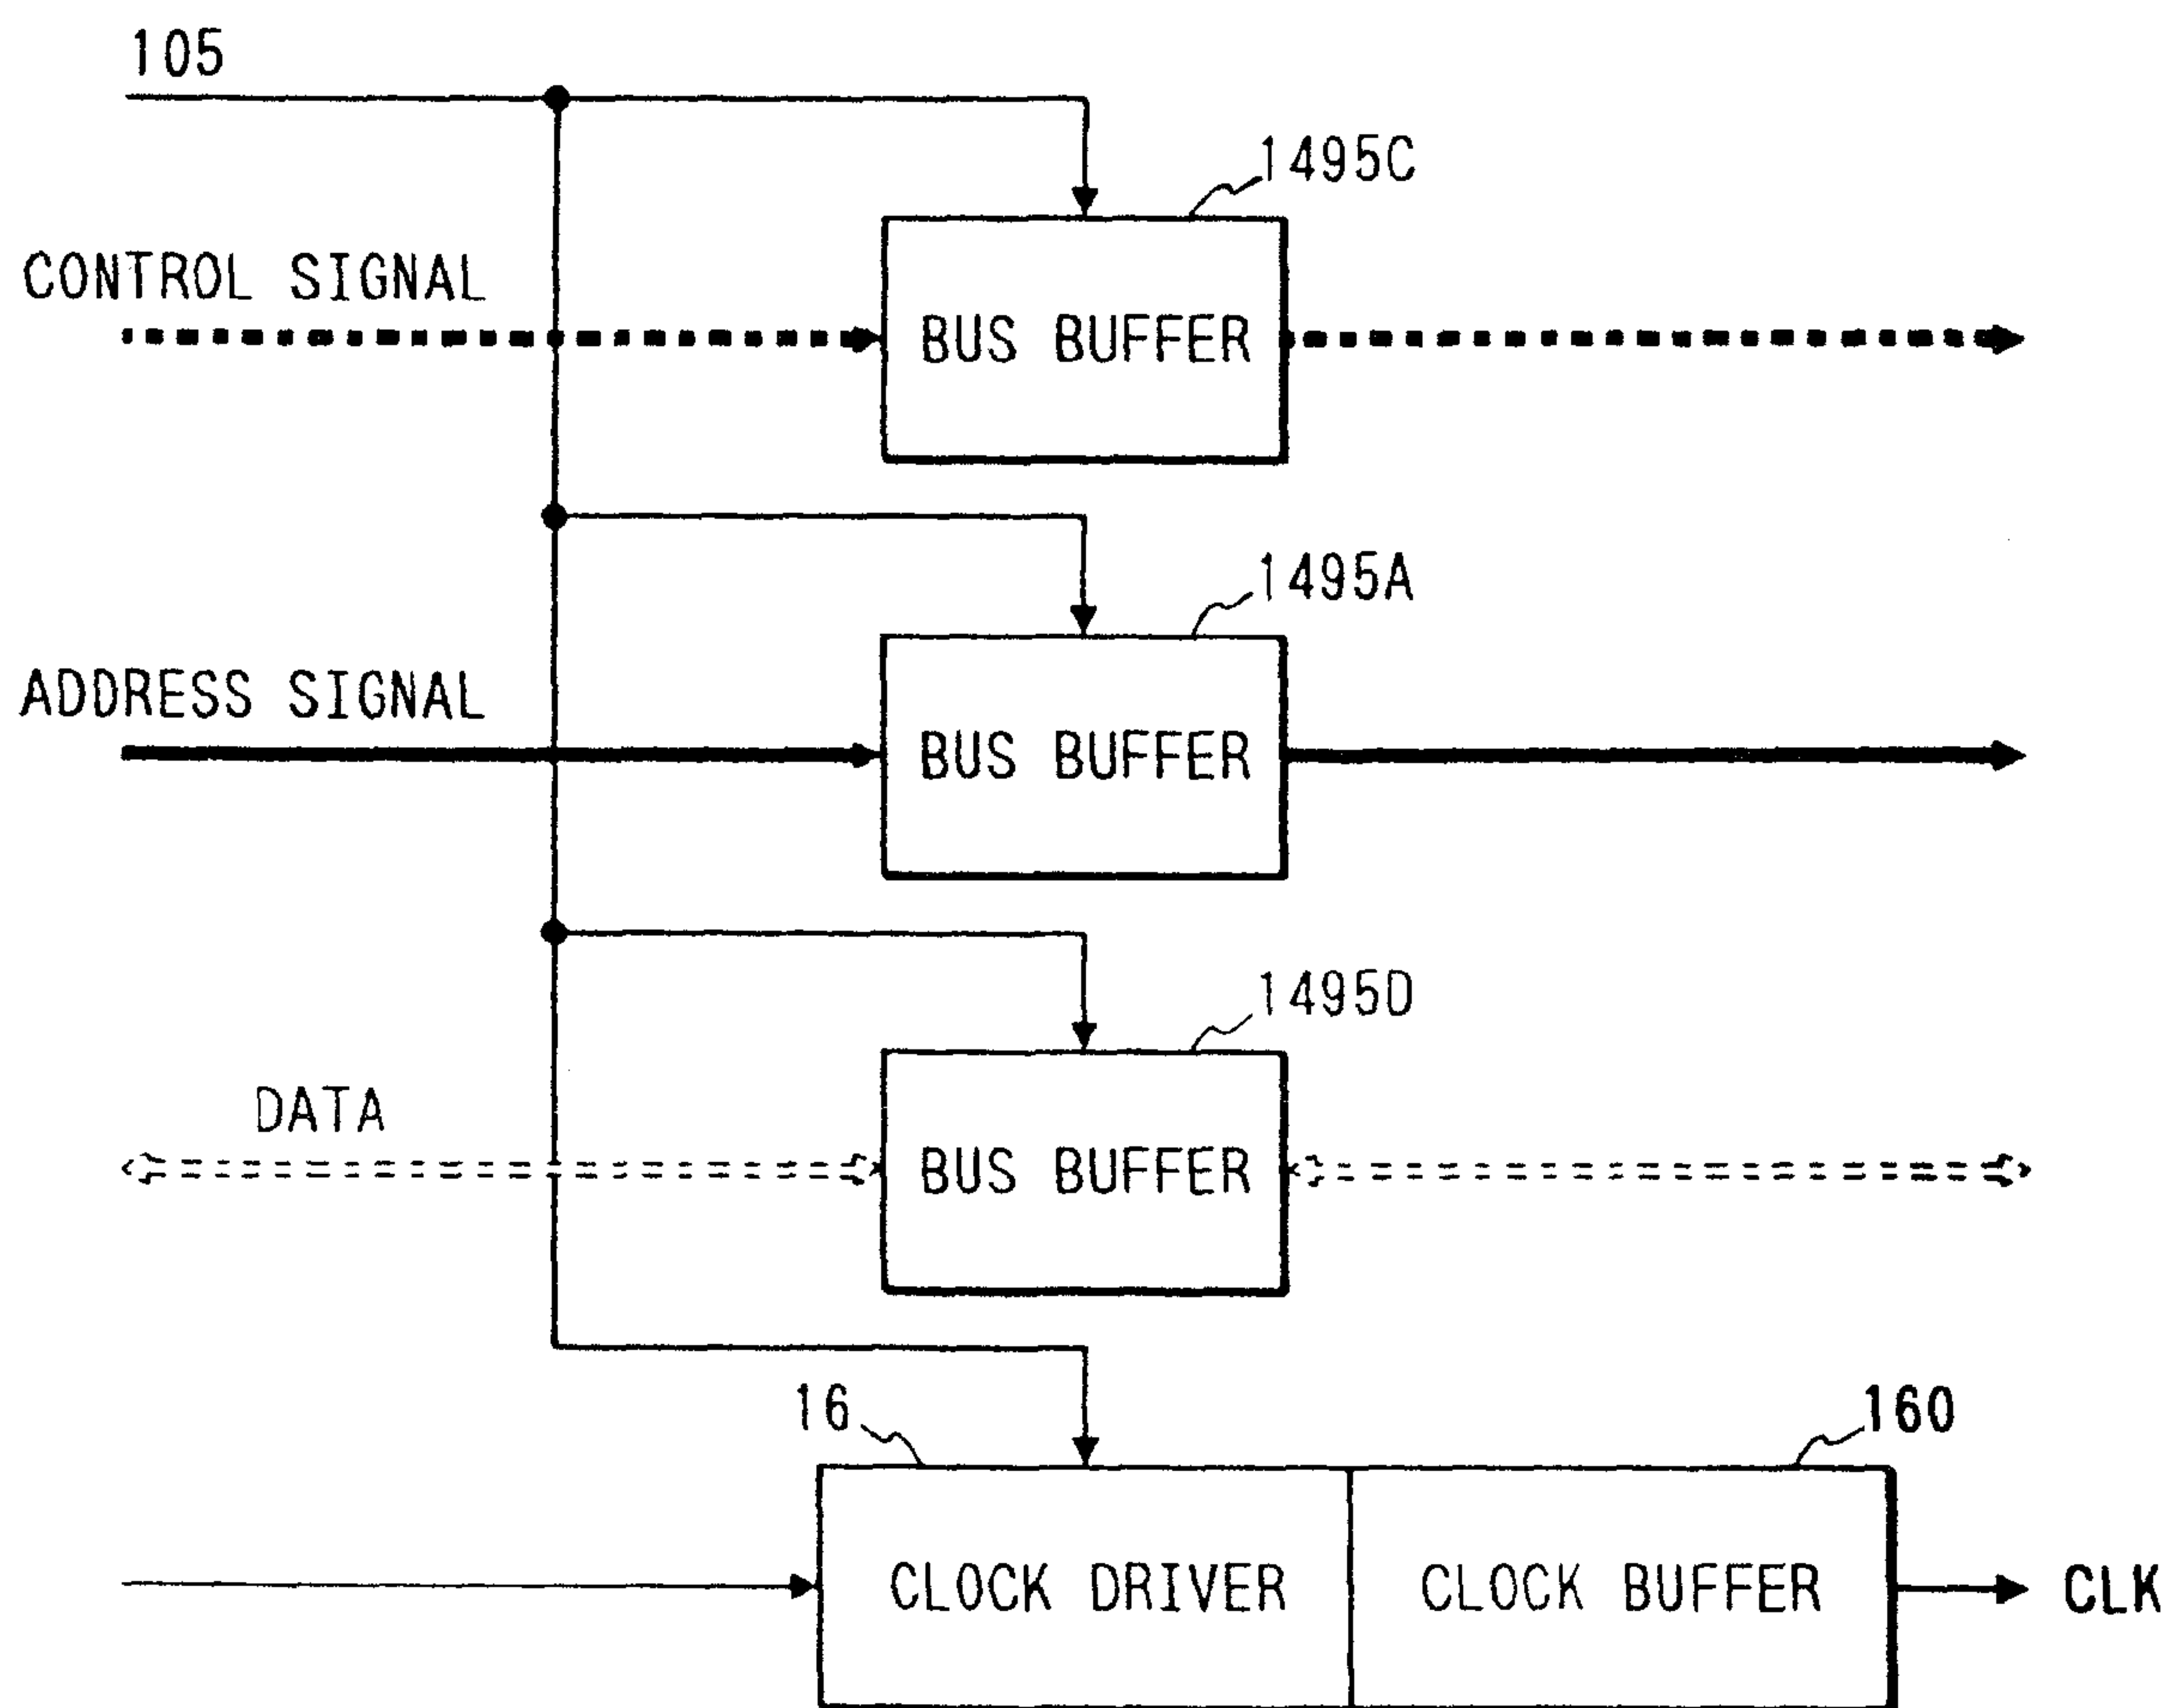 105
1495C
CONTROL SIGNAL
BUS BUFFER
1495A
ADDRESS SIGNAL
BUS BUFFER
1495D
DATA
BUS BUFFER
16
160
CLOCK DRIVER
CLOCK BUFFER
CLK